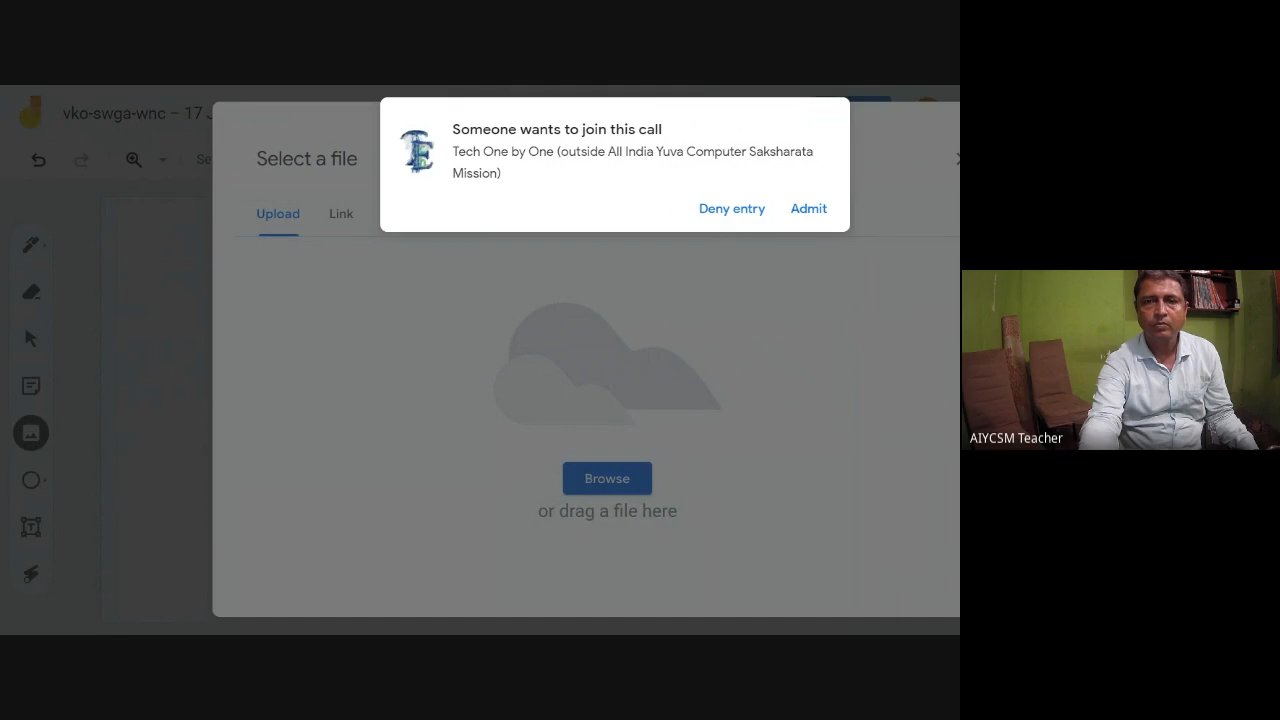 vko-swga-wnc – 17
Se
Select a file
Upload
Link
Someone wants to join this call
Tech One by One (outside All India Yuva Computer Saksharata
Mission)
Deny entry
Admit
Browse
or drag a file here
AIYCSM Teacher